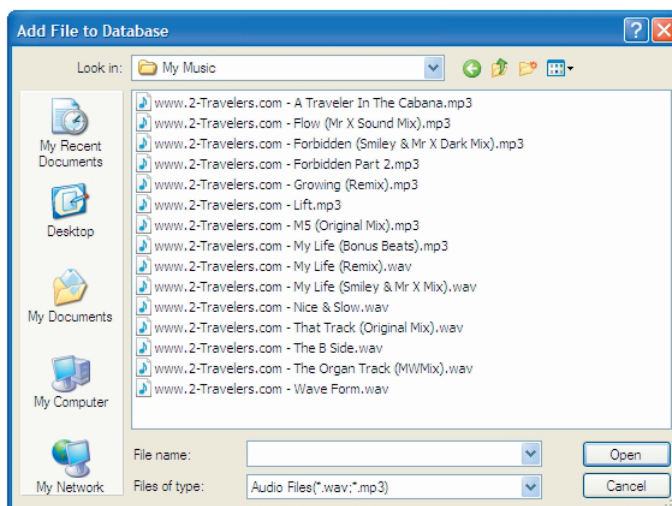 Add File to Database
Look in: My Music
My Recent
Documents
Desktop
My Documents
My Computer
My Network
www.2-Travelers.com - A Traveler In The Cabana.mp3
www.2-Travelers.com - Flow (Mr X Sound Mix).mp3
www.2-Travelers.com - Forbidden (Smiley & Mr X Dark Mix).mp3
www.2-Travelers.com - Forbidden Part 2.mp3
www.2-Travelers.com - Growing (Remix).mp3
www.2-Travelers.com - Lift.mp3
www.2-Travelers.com - M5 (Original Mix).mp3
www.2-Travelers.com - My Life (Bonus Beats).mp3
www.2-Travelers.com - My Life (Remix).wav
www.2-Travelers.com - My Life (Smiley & Mr X Mix).wav
www.2-Travelers.com - Nice & Slow.wav
www.2-Travelers.com - That Track (Original Mix).wav
www.2-Travelers.com - The B Side.wav
www.2-Travelers.com - The Organ Track (MWMix).wav
www.2-Travelers.com - Wave Form.wav
File name: Open
Files of type: Audio Files(*.wav;*.mp3) Cancel